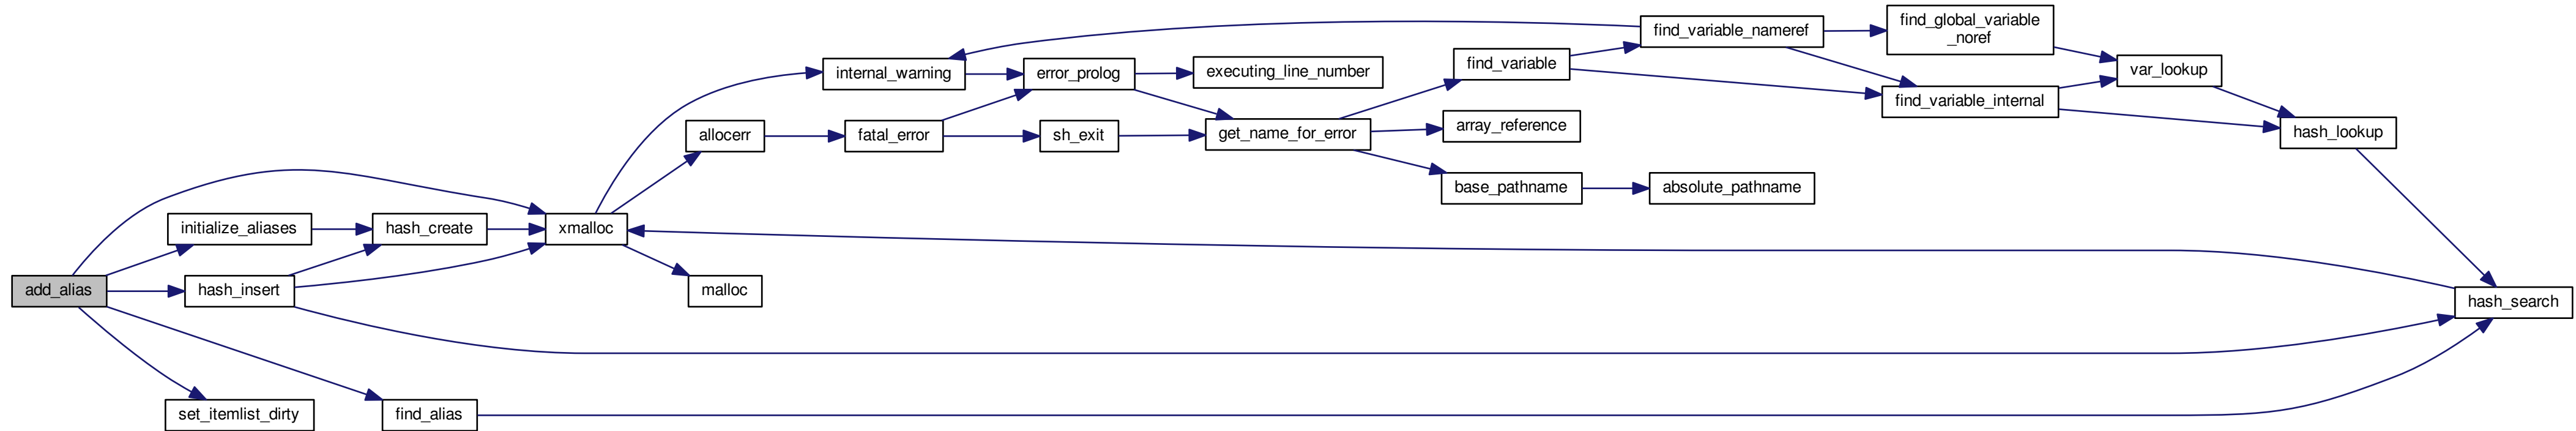 find_global_variable
_noref
find_variable_nameref
find_variable
var_lookup
internal_warning
error_prolog
executing_line_number
find_variable_internal
array_reference
hash_lookup
allocerr
fatal_error
sh_exit
get_name_for_error
base_pathname
absolute_pathname
initialize_aliases
hash_create
xmalloc
add_alias
hash_insert
malloc
hash_search
set_itemlist_dirty
find_alias